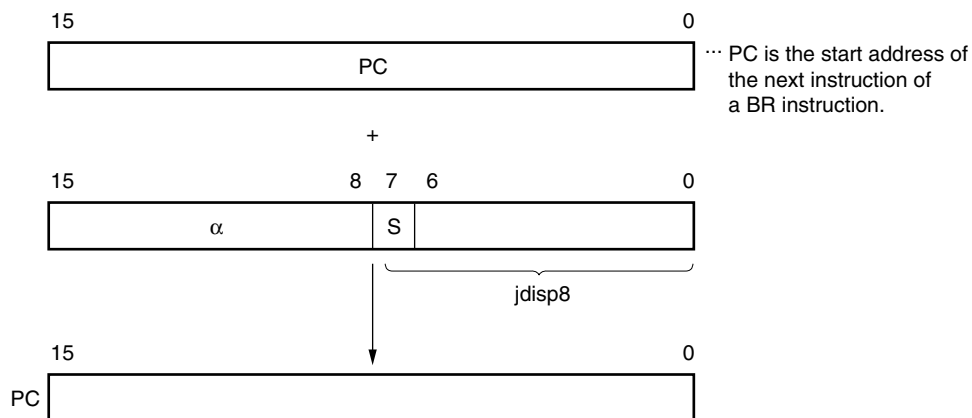 15 0
PC
... PC is the start address of
the next instruction of
a BR instruction.
+
15 8 7 6 0
α S
jdisp8
15 0
PC